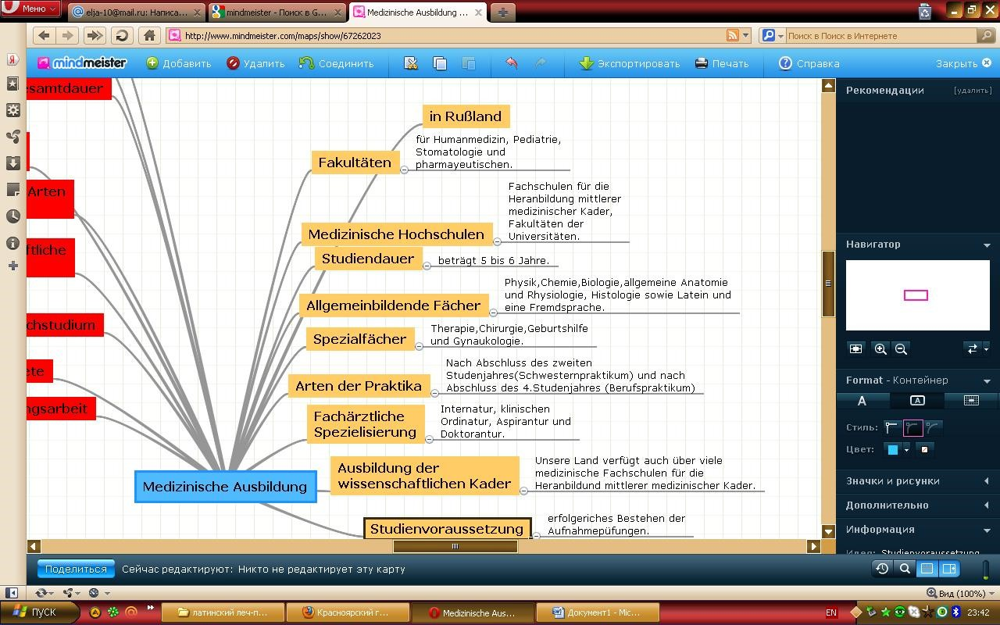 Меню
elja-10@mail.ru: Написа...
mindmeister - Поиск в G...
Medizinische Ausbildung ...
http://www.mindmeister.com/maps/show/67262023
Поиск в Поиск в Интернете
mindmeister
Добавить
Удалить
Соединить
Экспортировать
Печать
Справка
Закрыть
esamtdauer
Arten
ftliche
chstudium
ete
ngsarbeit
in Rußland
Fakultäten
für Humanmedizin, Pediatrie,
Stomatologie und
pharmayeutischen.
Medizinische Hochschulen
Fachschulen für die
Heranbildung mittlerer
medizinischer Kader,
Fakultäten der
Universitäten.
Studiendauer
beträgt 5 bis 6 Jahre.
Allgemeinbildende Fächer
Physik,Chemie,Biologie,allgemeine Anatomie
und Rhysiologie, Histologie sowie Latein und
eine Fremdsprache.
Spezialfächer
Therapie,Chirurgie,Geburtshilfe
und Gynaukologie.
Arten der Praktika
Nach Abschluss des zweiten
Studenjahres(Schwesternpraktikum) und nach
Abschluss des 4.Studenjahres (Berufspraktikum)
Fachärztliche
Spezielisierung
Internatur, klinischen
Ordinatur, Aspirantur und
Doktorantur.
Ausbildung der
wissenschaftlichen Kader
Unsere Land verfügt auch über viele
medizinische Fachschulen für die
Heranbildund mittlerer medizinischer Kader.
Medizinische Ausbildung
Studienvoraussetzung
erfolgeriches Bestehen der
Aufnahmepüfungen.
Рекомендации
[удалить]
Навигатор
Format - Контейнер
A
A
Стиль:
Цвет:
Значки и рисунки
Дополнительно
Информация
Идея: Studienvoraussetzung
Поделиться
Сейчас редактируют: Никто не редактирует эту карту
Вид (100%)
пуск
латинский леч-п...
Красноярский г...
Medizinische Aus...
Документ1 - Mic...
EN
23:42